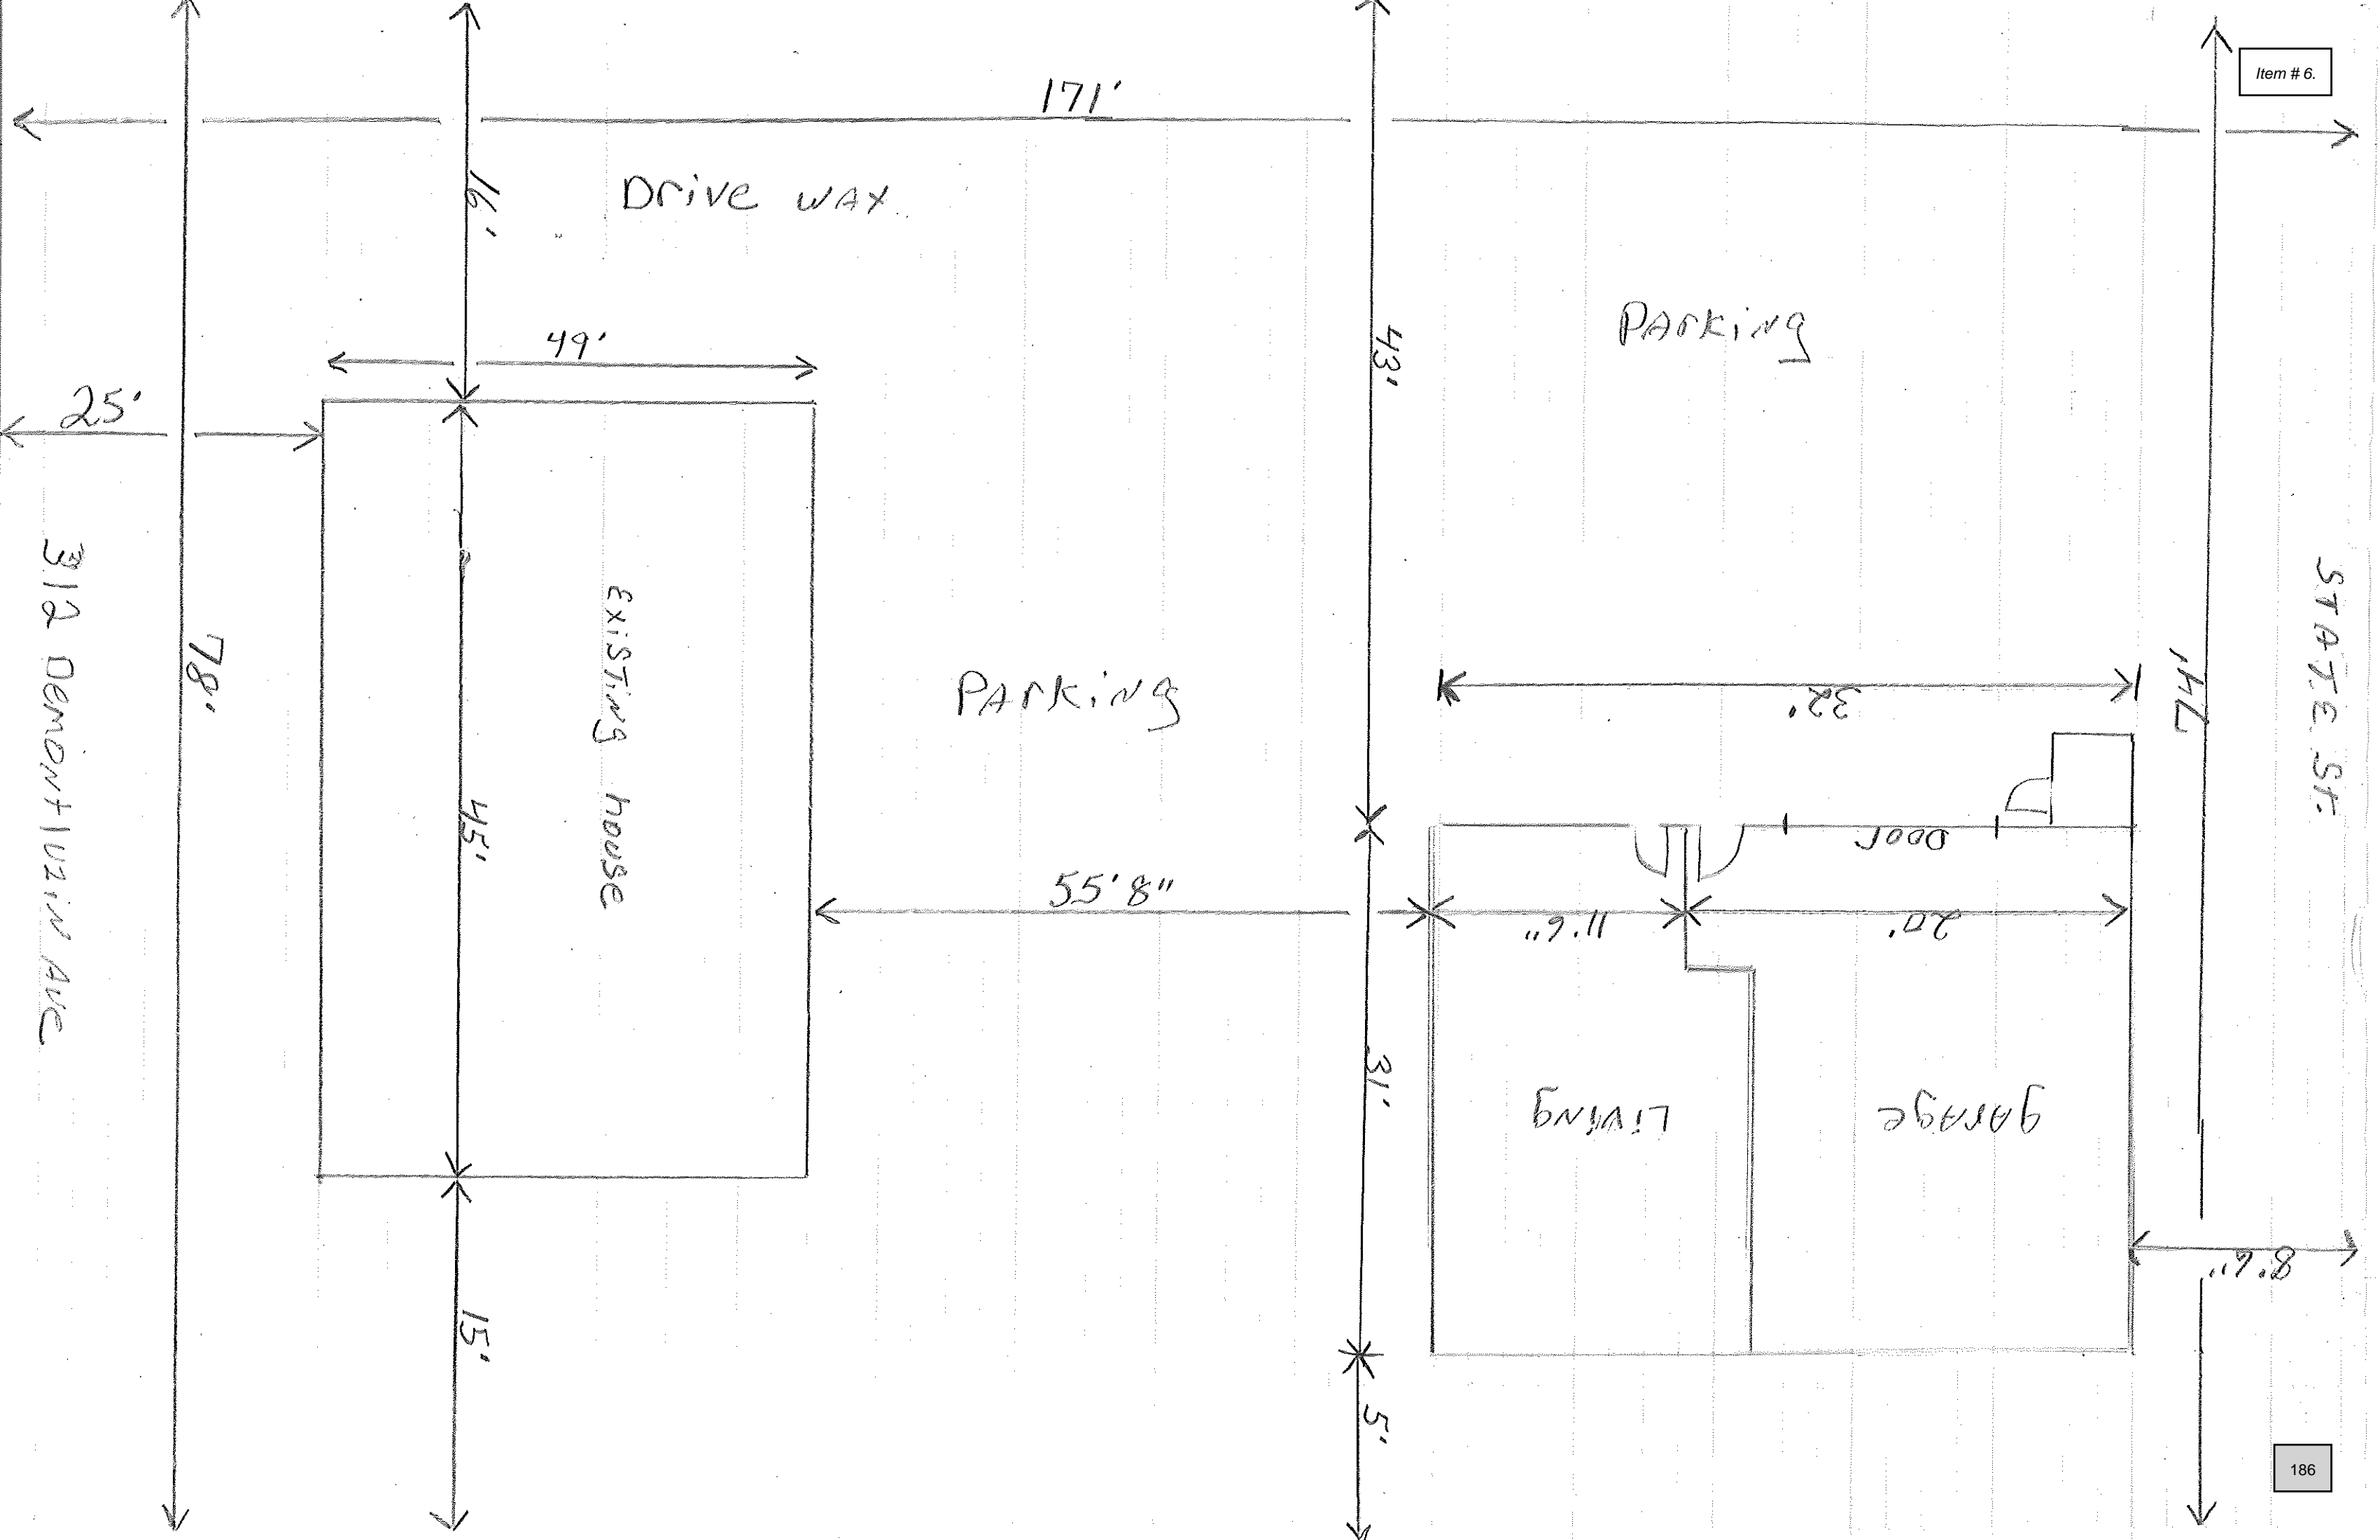 Item # 6.
171'
16'
Drive way
PArking
49'
43'
25'
312 Demontluzin Ave
78'
Existing house
45'
PArking
32'
74'
STATE St.
Door
55' 8"
11' 6"
20'
31'
Living
gArAge
8' 6"
15'
5'
186